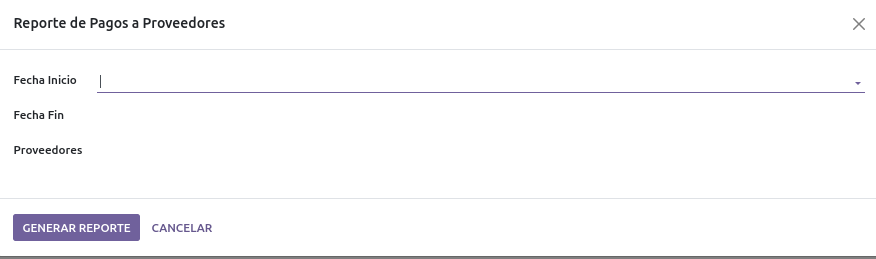 Reporte de Pagos a Proveedores
Fecha Inicio
Fecha Fin
Proveedores
GENERAR REPORTE CANCELAR